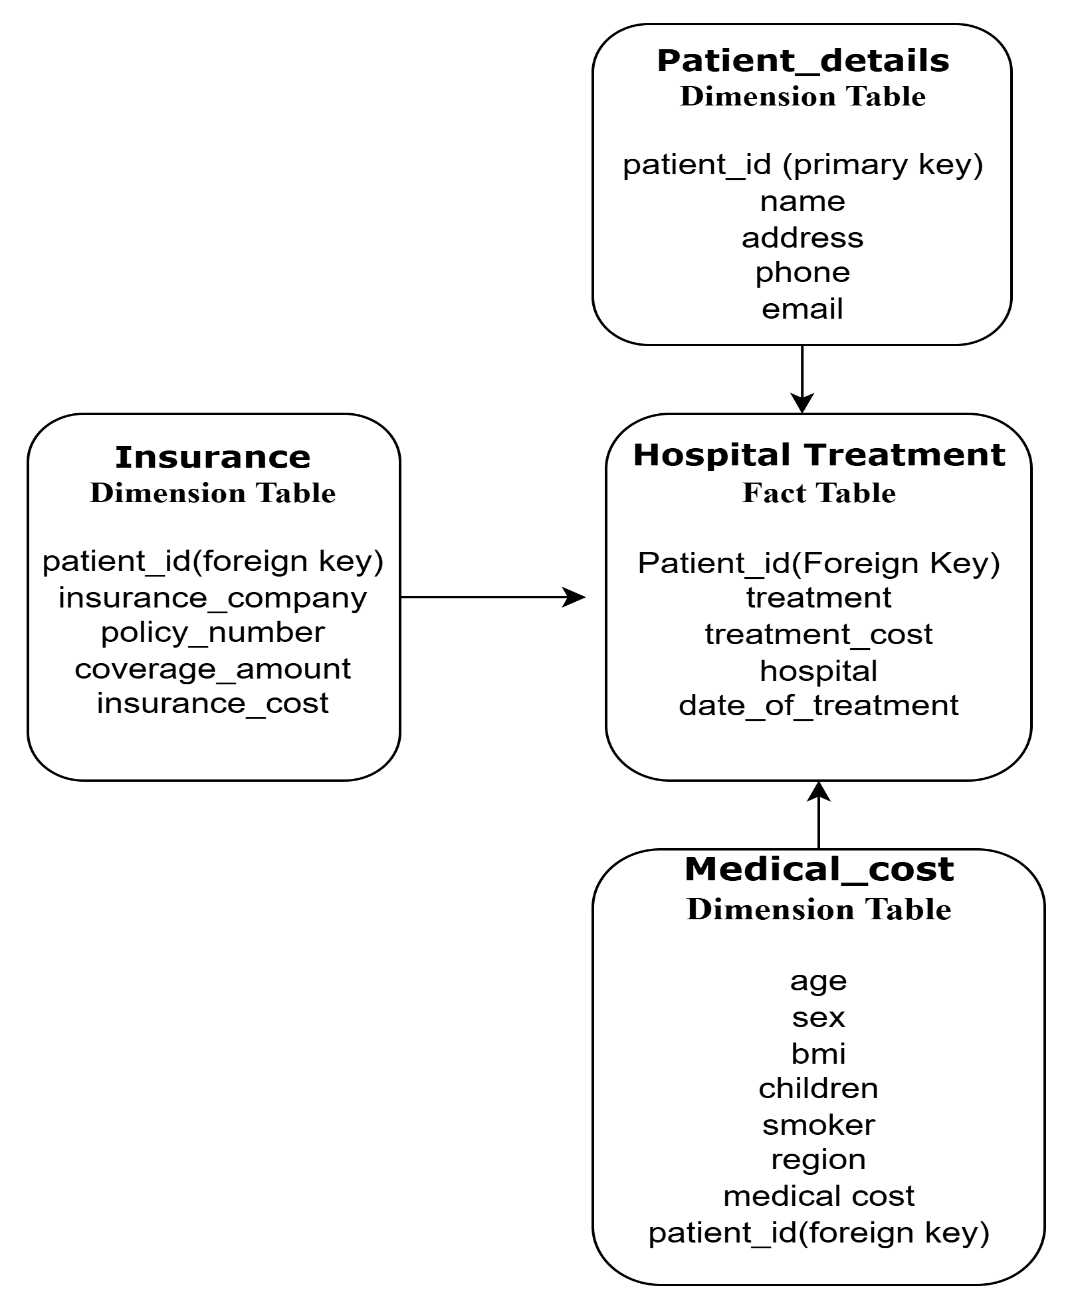 Patient_details
Dimension Table
patient_id (primary key)
name
address
phone
email
Insurance
Dimension Table
patient_id(foreign key)
insurance_company
policy_number
coverage_amount
insurance_cost
Hospital Treatment
Fact Table
Patient_id(Foreign Key)
treatment
treatment_cost
hospital
date_of_treatment
Medical_cost
Dimension Table
age
sex
bmi
children
smoker
region
medical cost
patient_id(foreign key)